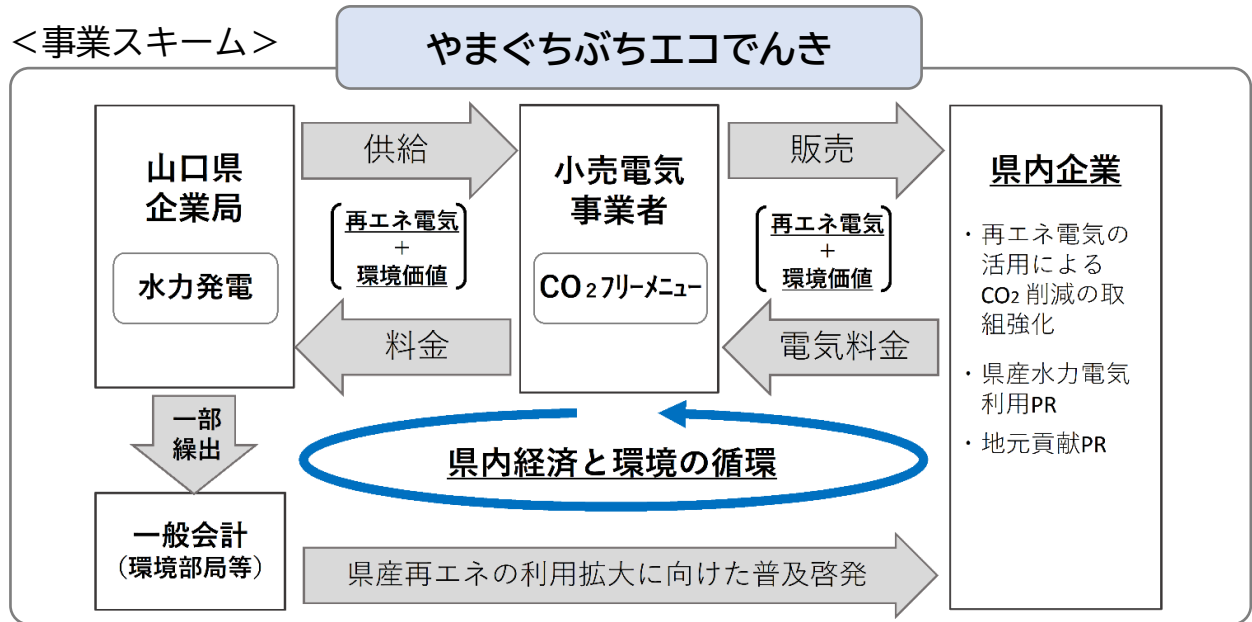 ＜事業スキーム＞
やまぐちぶちエコでんき
山口県
企業局
水力発電
供給
再エネ電気
+
環境価値
料金
小売電気
事業者
CO₂フリーメニュー
販売
再エネ電気
+
環境価値
電気料金
県内企業
・再エネ電気の
活用による
CO₂削減の取
組強化
・県産水力電気
利用PR
・地元貢献PR
一部
繰出
県内経済と環境の循環
一般会計
（環境部局等）
県産再エネの利用拡大に向けた普及啓発